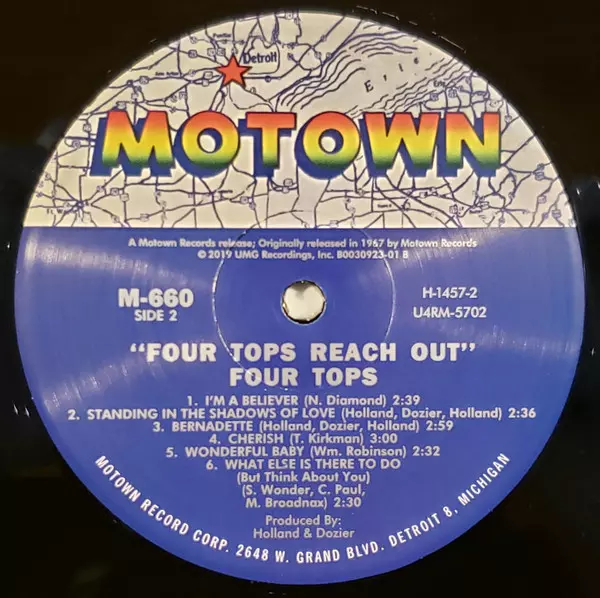 Detroit
Erie
MOTOWN
A Motown Records release; Originally released in 1967 by Motown Records
© 2019 UMG Recordings, Inc. B0030923-01 B
M-660
SIDE 2
H-1457-2
U4RM-5702
"FOUR TOPS REACH OUT"
FOUR TOPS
1. I'M A BELIEVER (N. Diamond) 2:39
2. STANDING IN THE SHADOWS OF LOVE (Holland, Dozier, Holland) 2:36
3. BERNADETTE (Holland, Dozier, Holland) 2:59
4. CHERISH (T. Kirkman) 3:00
5. WONDERFUL BABY (Wm. Robinson) 2:32
6. WHAT ELSE IS THERE TO DO
(But Think About You)
(S. Wonder, C. Paul,
M. Broadnax) 2:30
Produced By:
Holland & Dozier
MOTOWN RECORD CORP. 2648 W. GRAND BLVD. DETROIT 8, MICHIGAN